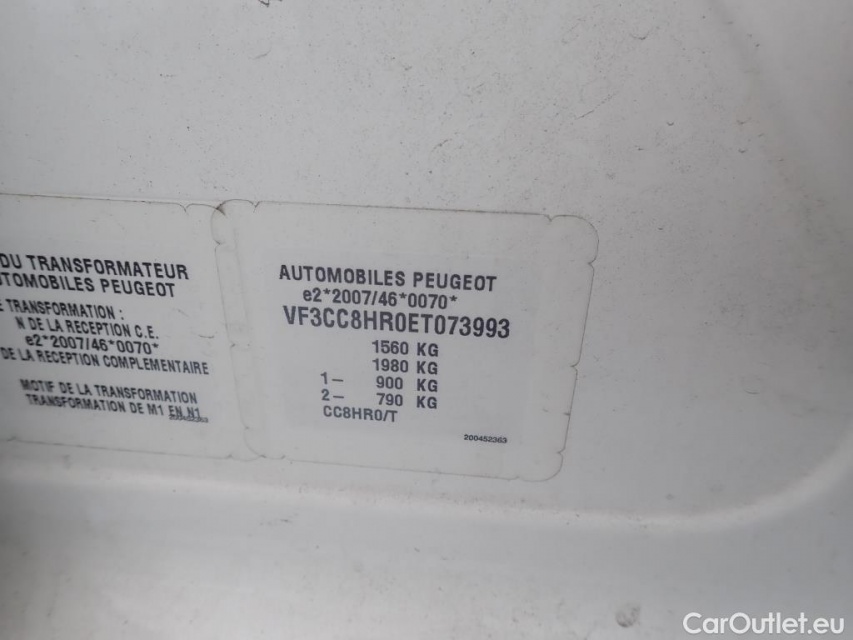 DU TRANSFORMATEUR
AUTOMOBILES PEUGEOT
TRANSFORMATION :
N DE LA RECEPTION C.E.
e2*2007/46*0070*
DE LA RECEPTION COMPLEMENTAIRE
MOTIF DE LA TRANSFORMATION
TRANSFORMATION DE M1 EN N1
200452363
AUTOMOBILES PEUGEOT
e2*2007/46*0070*
VF3CC8HR0ET073993
1560 KG
1980 KG
1– 900 KG
2– 790 KG
CC8HR0/T
200452363
CarOutlet.eu